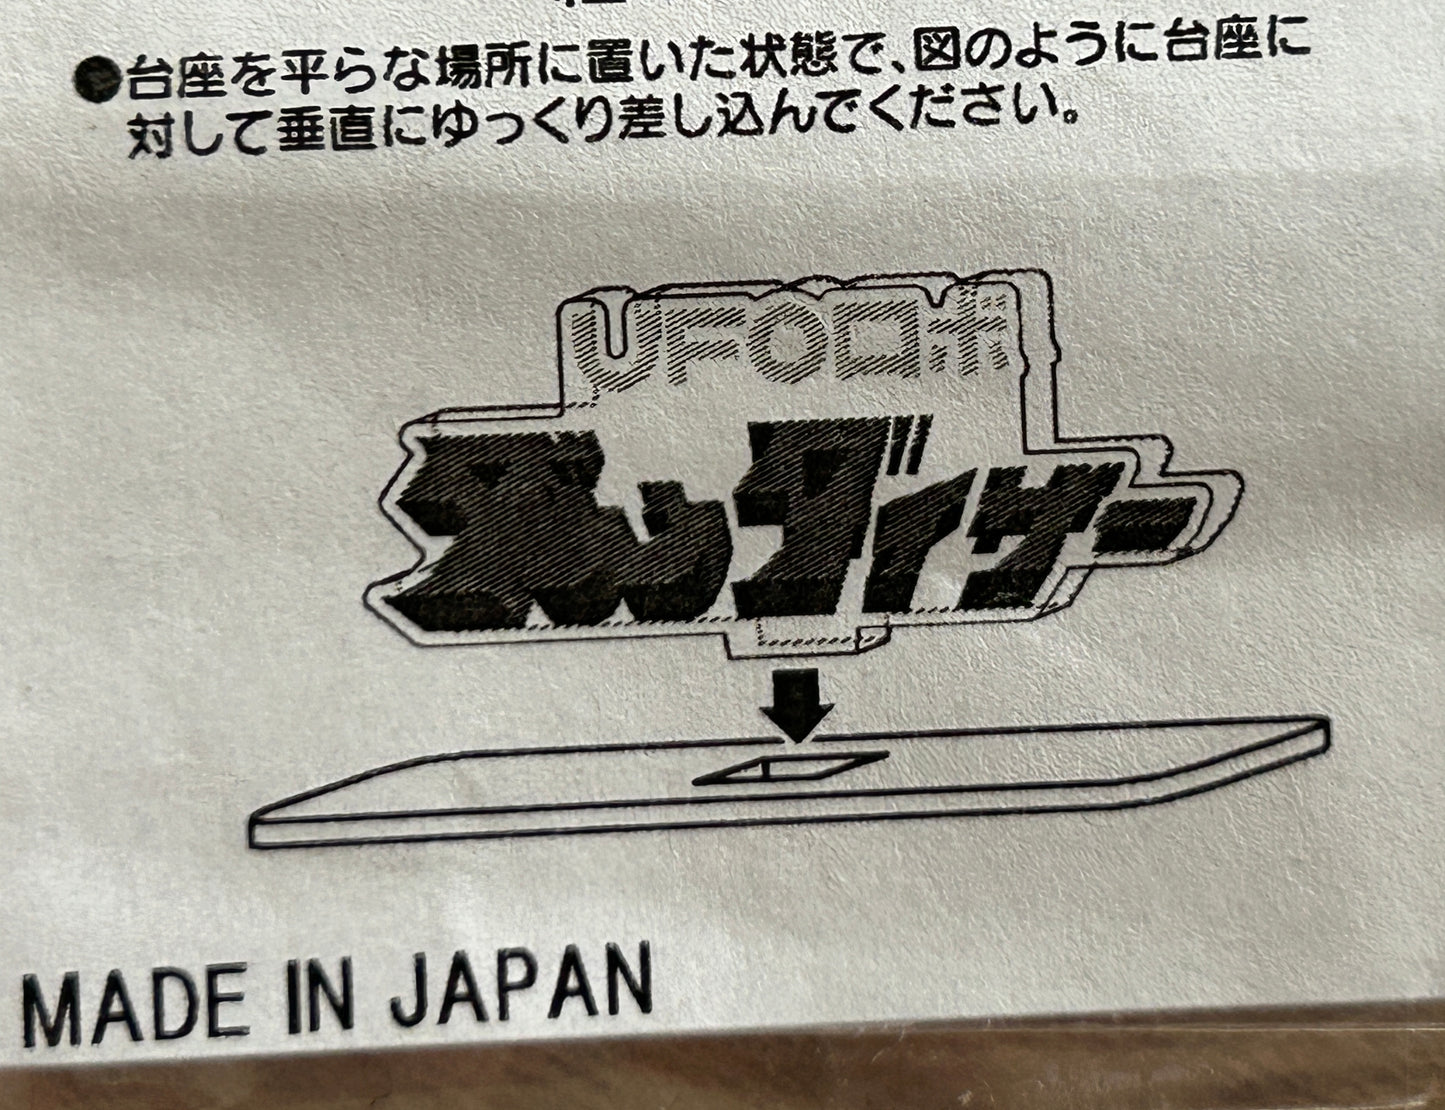 ●台座を平らな場所に置いた状態で、図のように台座に
対して垂直にゆっくり差し込んでください。
UFOロボ
グレンダイザー
MADE IN JAPAN